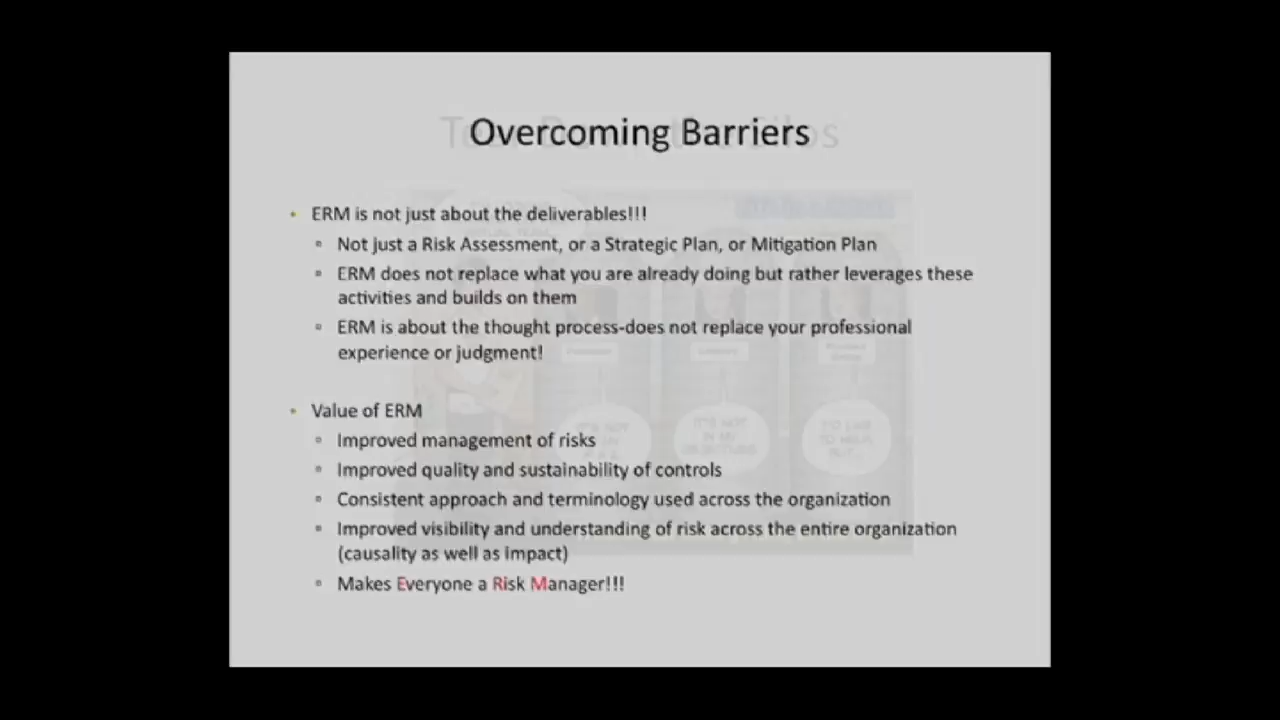 Overcoming Barriers
• ERM is not just about the deliverables!!!
▫ Not just a Risk Assessment, or a Strategic Plan, or Mitigation Plan
▫ ERM does not replace what you are already doing but rather leverages these
activities and builds on them
▫ ERM is about the thought process-does not replace your professional
experience or judgment!
• Value of ERM
▫ Improved management of risks
▫ Improved quality and sustainability of controls
▫ Consistent approach and terminology used across the organization
▫ Improved visibility and understanding of risk across the entire organization
(causality as well as impact)
▫ Makes Everyone a Risk Manager!!!